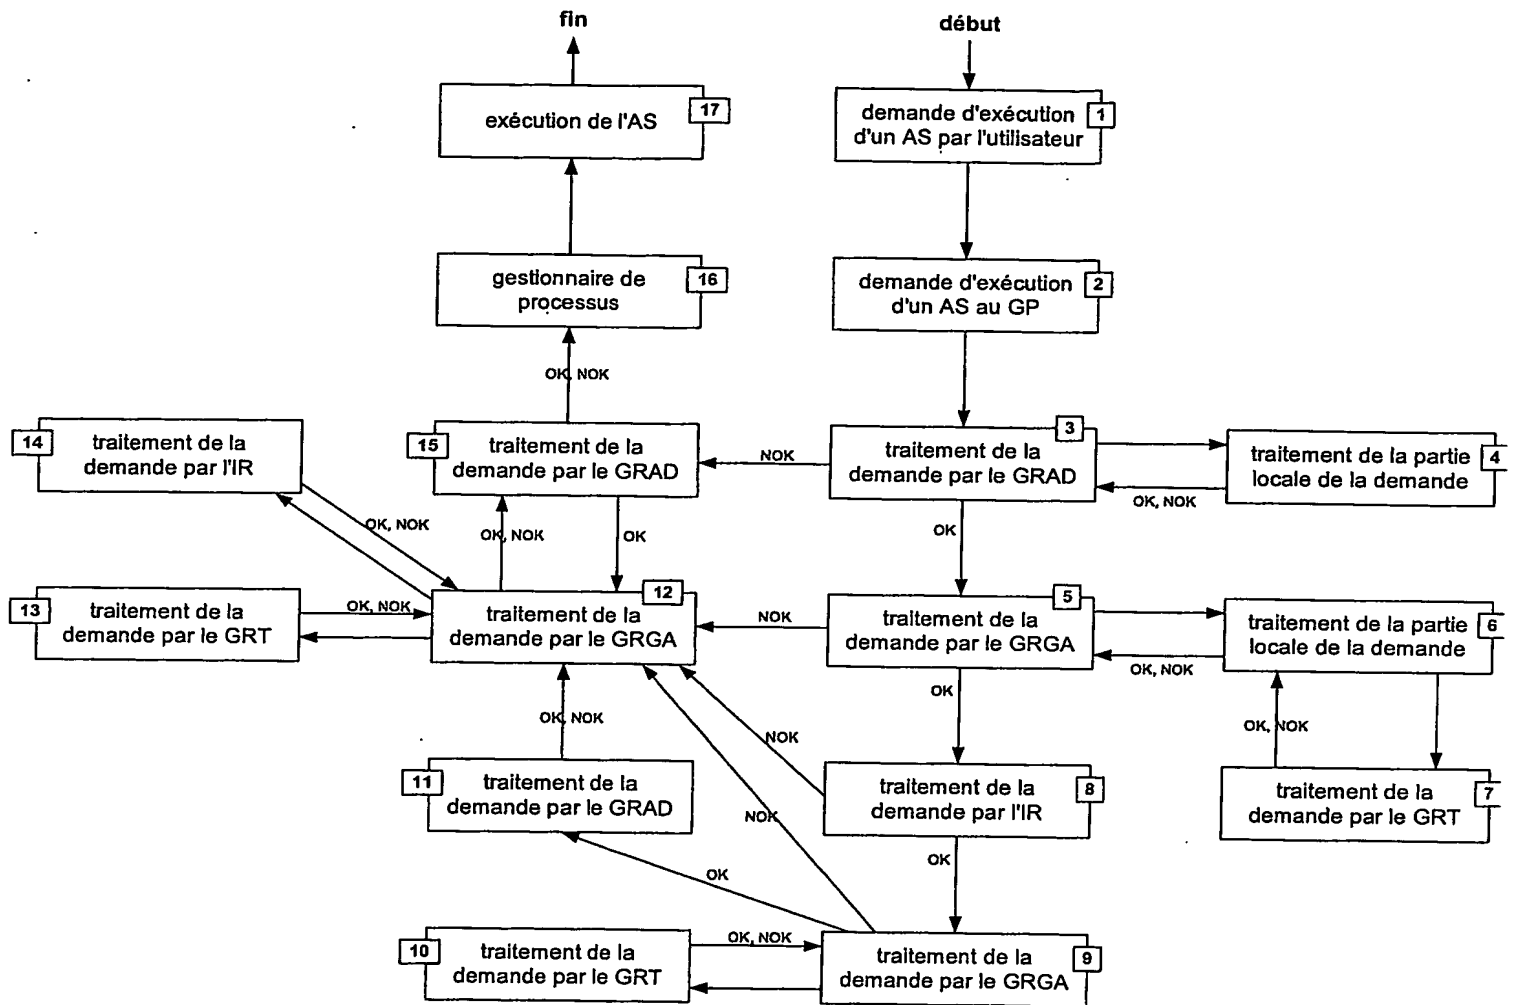 fin
début
exécution de l'AS
17
demande d'exécution
d'un AS par l'utilisateur
1
gestionnaire de
processus
16
demande d'exécution
d'un AS au GP
2
OK, NOK
14
traitement de la
demande par l'IR
15
traitement de la
demande par le GRAD
NOK
3
traitement de la
demande par le GRAD
OK, NOK
traitement de la partie
locale de la demande
4
OK, NOK
OK, NOK
OK
OK
13
traitement de la
demande par le GRT
OK, NOK
12
traitement de la
demande par le GRGA
NOK
5
traitement de la
demande par le GRGA
OK, NOK
traitement de la partie
locale de la demande
6
OK, NOK
NOK
OK
OK, NOK
11
traitement de la
demande par le GRAD
NOK
traitement de la
demande par l'IR
8
traitement de la
demande par le GRT
7
OK
OK
10
traitement de la
demande par le GRT
OK, NOK
traitement de la
demande par le GRGA
9